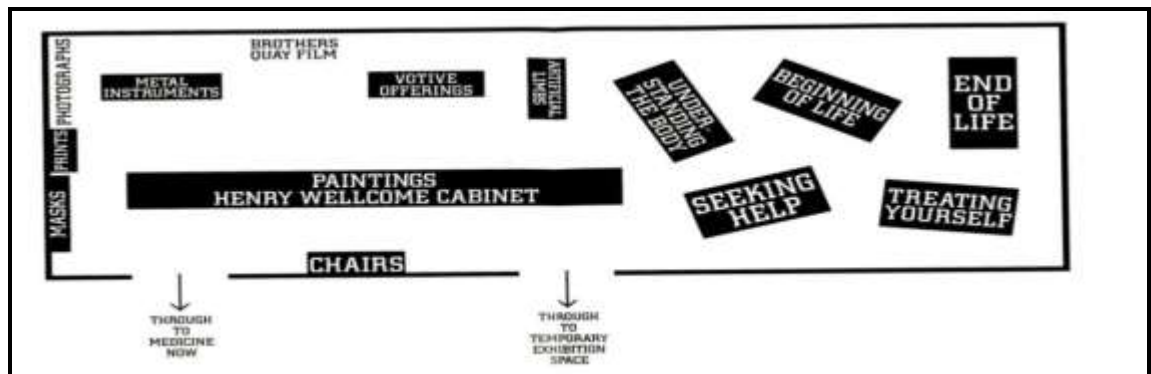 PHOTOGRAPHS
BROTHERS
QUAY FILM
METAL
INSTRUMENTS
VOTIVE
OFFERINGS
ARTIFICIAL
LIMBS
UNDER-
STANDING
THE BODY
BEGINNING
OF LIFE
END
OF
LIFE
PRINTS
MASKS
PAINTINGS
HENRY WELLCOME CABINET
SEEKING
HELP
TREATING
YOURSELF
CHAIRS
THROUGH
TO
MEDICINE
NOW
THROUGH
TO
TEMPORARY
EXHIBITION
SPACE